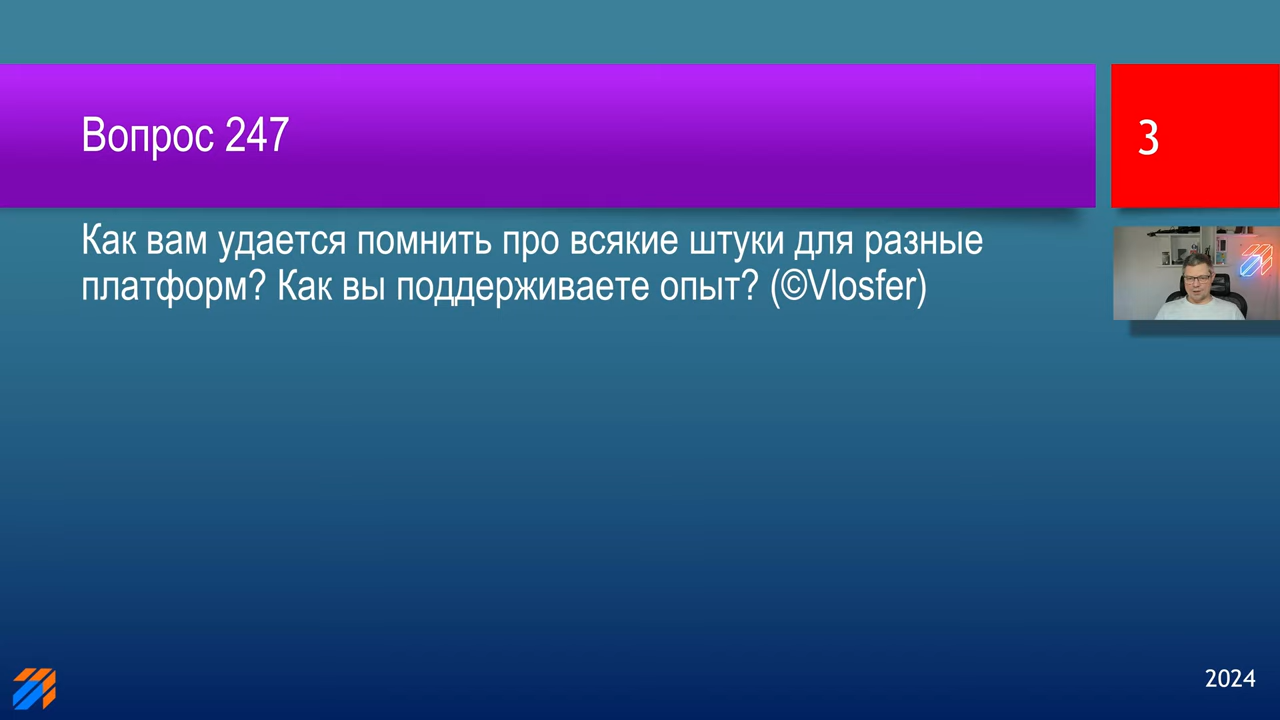 Вопрос 247
3
Как вам удается помнить про всякие штуки для разные
платформ? Как вы поддерживаете опыт? (©Vlosfer)
2024